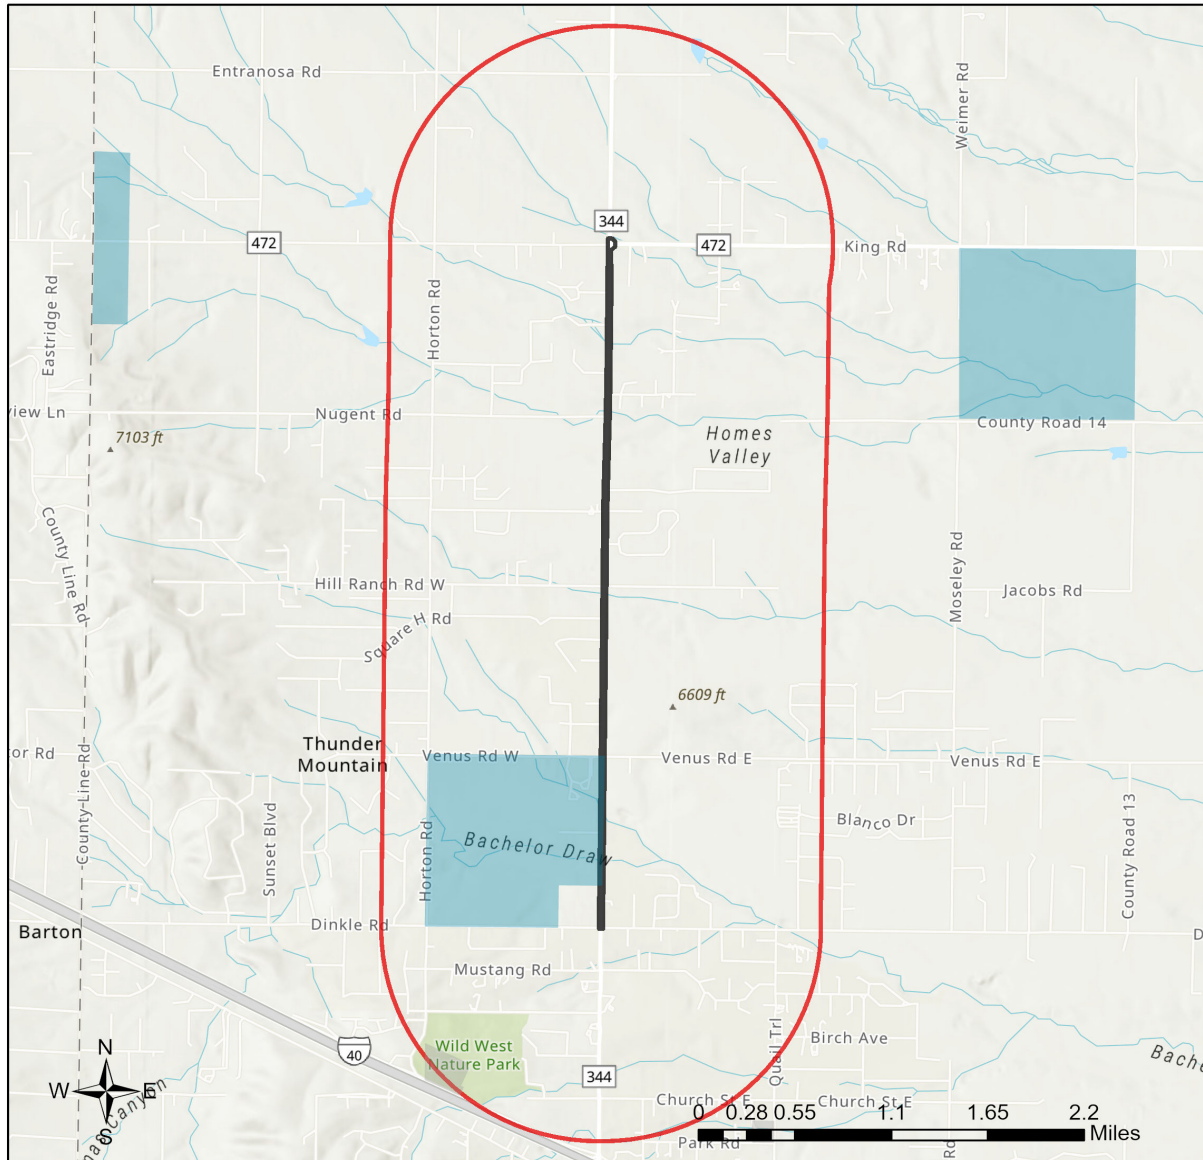 Entranosa Rd
Weimer Rd
344
472
472
King Rd
Eastridge Rd
Horton Rd
view Ln
Nugent Rd
County Road 14
7103 ft
Homes
Valley
County Line Rd
Hill Ranch Rd W
Moseley Rd
Jacobs Rd
Square H Rd
6609 ft
Thunder
Mountain
tor Rd
Venus Rd W
Venus Rd E
Venus Rd E
County Line Rd
Sunset Blvd
Horton Rd
Bachelor Draw
Blanco Dr
County Road 13
Dinkle Rd
Barton
D
Mustang Rd
40
Wild West
Nature Park
Quail Trl
Birch Ave
Bache
N
W
E
S
344
Canyon
Church St E
Church St E
0 0.28 0.55 1.1 1.65 2.2
Miles
Park Rd
Rd